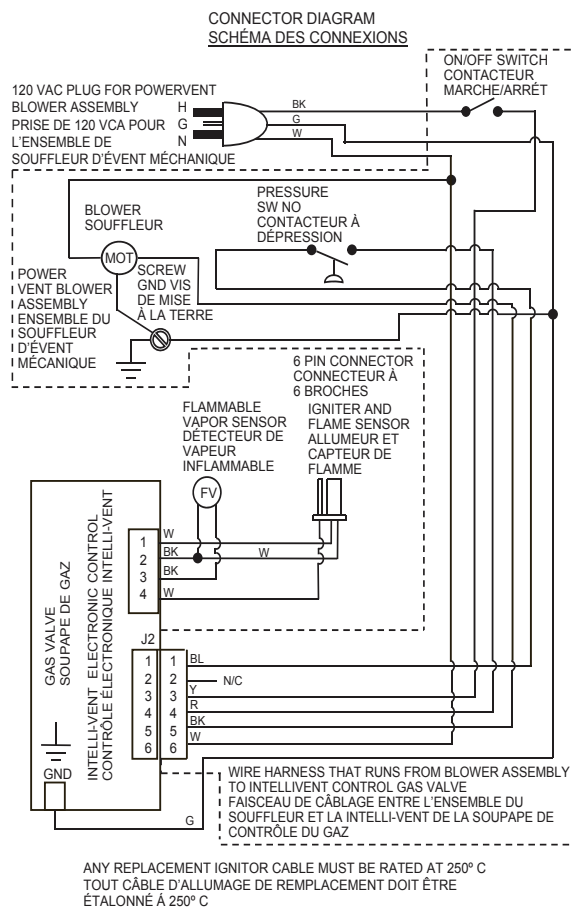 CONNECTOR DIAGRAM
SCHÉMA DES CONNEXIONS
ON/OFF SWITCH
CONTACTEUR
MARCHE/ARRÉT
120 VAC PLUG FOR POWERVENT
BLOWER ASSEMBLY
PRISE DE 120 VCA POUR
L'ENSEMBLE DE
SOUFFLEUR D'ÉVENT MÉCHANIQUE
H
G
N
BK
G
W
BLOWER
SOUFFLEUR
MOT
PRESSURE
SW NO
CONTACTEUR À
DÉPRESSION
POWER
VENT BLOWER
ASSEMBLY
ENSEMBLE DU
SOUFFLEUR
D'ÉVENT
MÉCANIQUE
SCREW
GND VIS
DE MISE
À LA TERRE
6 PIN CONNECTOR
CONNECTEUR À
6 BROCHES
FLAMMABLE
VAPOR SENSOR
DÉTECTEUR DE
VAPEUR
INFLAMMABLE
IGNITER AND
FLAME SENSOR
ALLUMEUR ET
CAPTEUR DE
FLAMME
FV
GAS VALVE
SOUPAPE DE GAZ
INTELLI-VENT ELECTRONIC CONTROL
CONTRÔLE ÉLECTRONIQUE INTELLI-VENT
1 W
2 BK W
3 BK
4 W
J2
1 1 BL
2 2 N/C
3 3 Y
4 4 R
5 5 BK
6 6 W
GND
G
WIRE HARNESS THAT RUNS FROM BLOWER ASSEMBLY
TO INTELLIVENT CONTROL GAS VALVE
FAISCEAU DE CÂBLAGE ENTRE L'ENSEMBLE DU
SOUFFLEUR ET LA INTELLI-VENT DE LA SOUPAPE DE
CONTRÔLE DU GAZ
ANY REPLACEMENT IGNITOR CABLE MUST BE RATED AT 250º C
TOUT CÂBLE D'ALLUMAGE DE REMPLACEMENT DOIT ÊTRE
ÉTALONNÉ Á 250º C